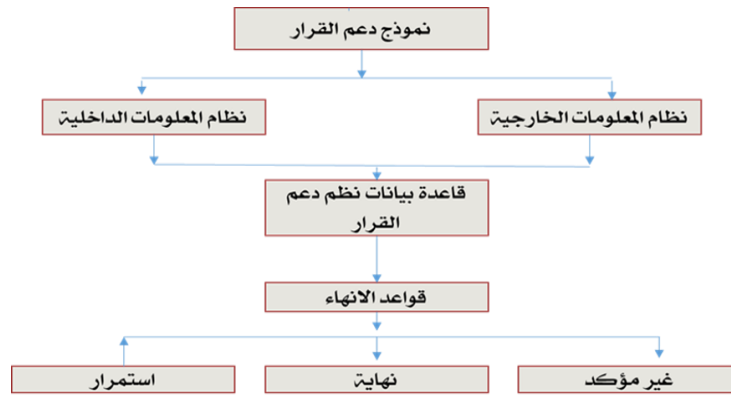 نموذج دعم القرار
نظام المعلومات الخارجية
نظام المعلومات الداخلية
قاعدة بيانات نظم دعم
القرار
قواعد الانهاء
غير مؤكد
نهاية
استمرار